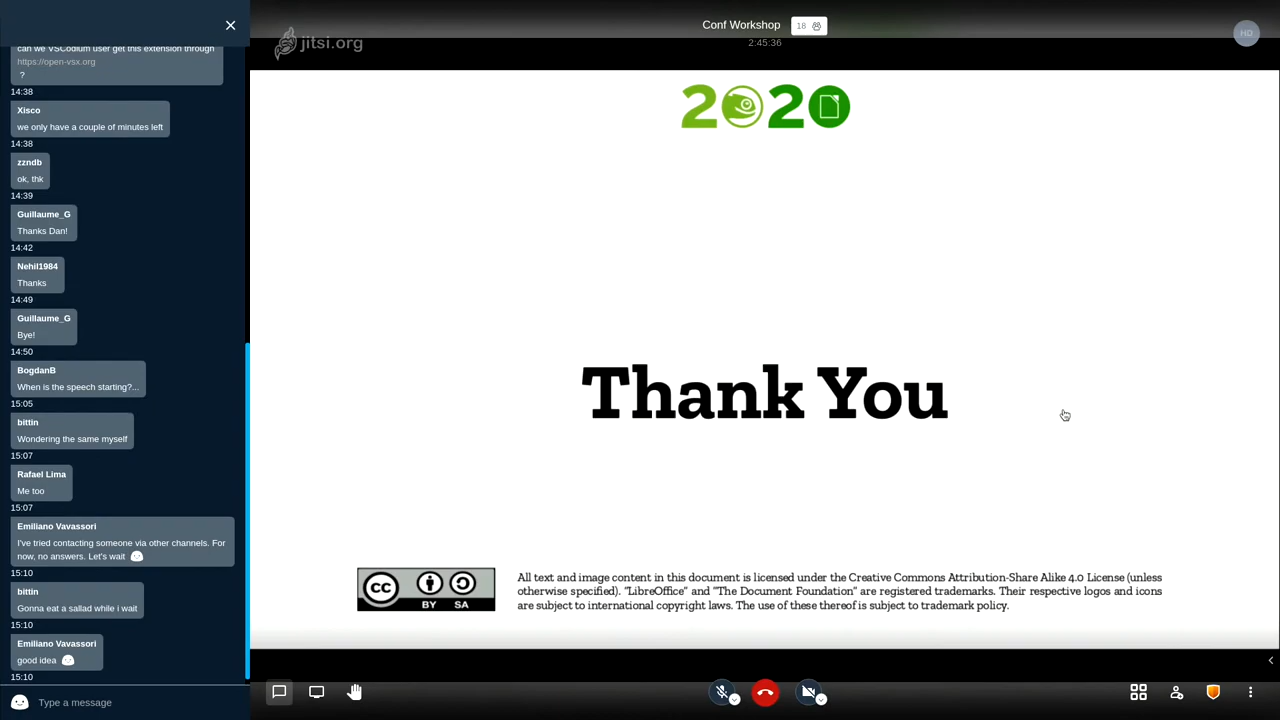 can we VSCodium user get this extension through
https://open-vsx.org
?
14:38
Xisco
we only have a couple of minutes left
14:38
zzndb
ok, thk
14:39
Guillaume_G
Thanks Dan!
14:42
Nehil1984
Thanks
14:49
Guillaume_G
Bye!
14:50
BogdanB
When is the speech starting?...
15:05
bittin
Wondering the same myself
15:07
Rafael Lima
Me too
15:07
Emiliano Vavassori
I've tried contacting someone via other channels. For
now, no answers. Let's wait
15:10
bittin
Gonna eat a sallad while i wait
15:10
Emiliano Vavassori
good idea
15:10
Type a message
jitsi.org
Conf Workshop
18
2:45:36
HD
2020
Thank You
CC
BY SA
All text and image content in this document is licensed under the Creative Commons Attribution-Share Alike 4.0 License (unless
otherwise specified). "LibreOffice" and "The Document Foundation" are registered trademarks. Their respective logos and icons
are subject to international copyright laws. The use of these thereof is subject to trademark policy.